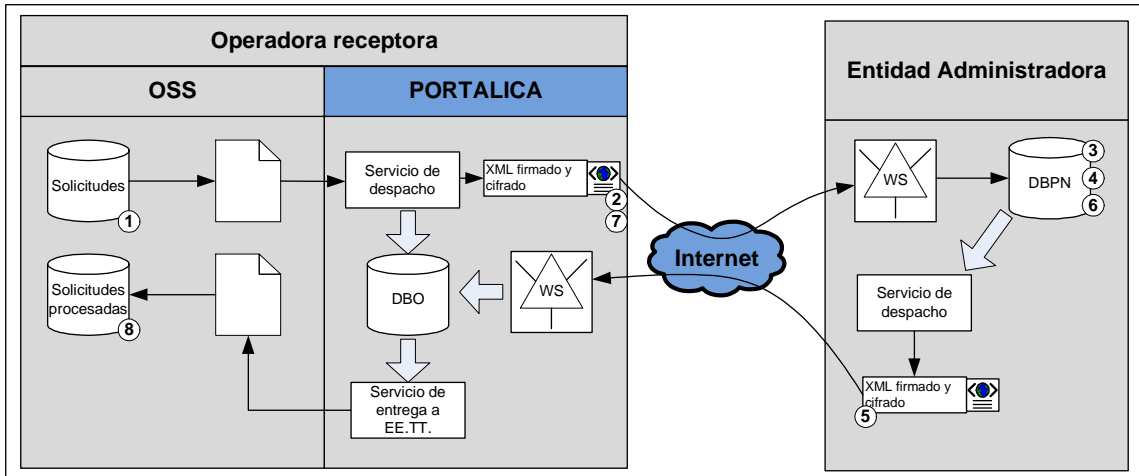 Operadora receptora
OSS
PORTALICA
Entidad Administradora
Solicitudes
1
Servicio de
despacho
XML firmado y
cifrado
2
7
Internet
WS
DBPN
3
4
6
Solicitudes
procesadas
8
DBO
WS
Servicio de
despacho
Servicio de
entrega a
EE.TT.
XML firmado y
cifrado
5